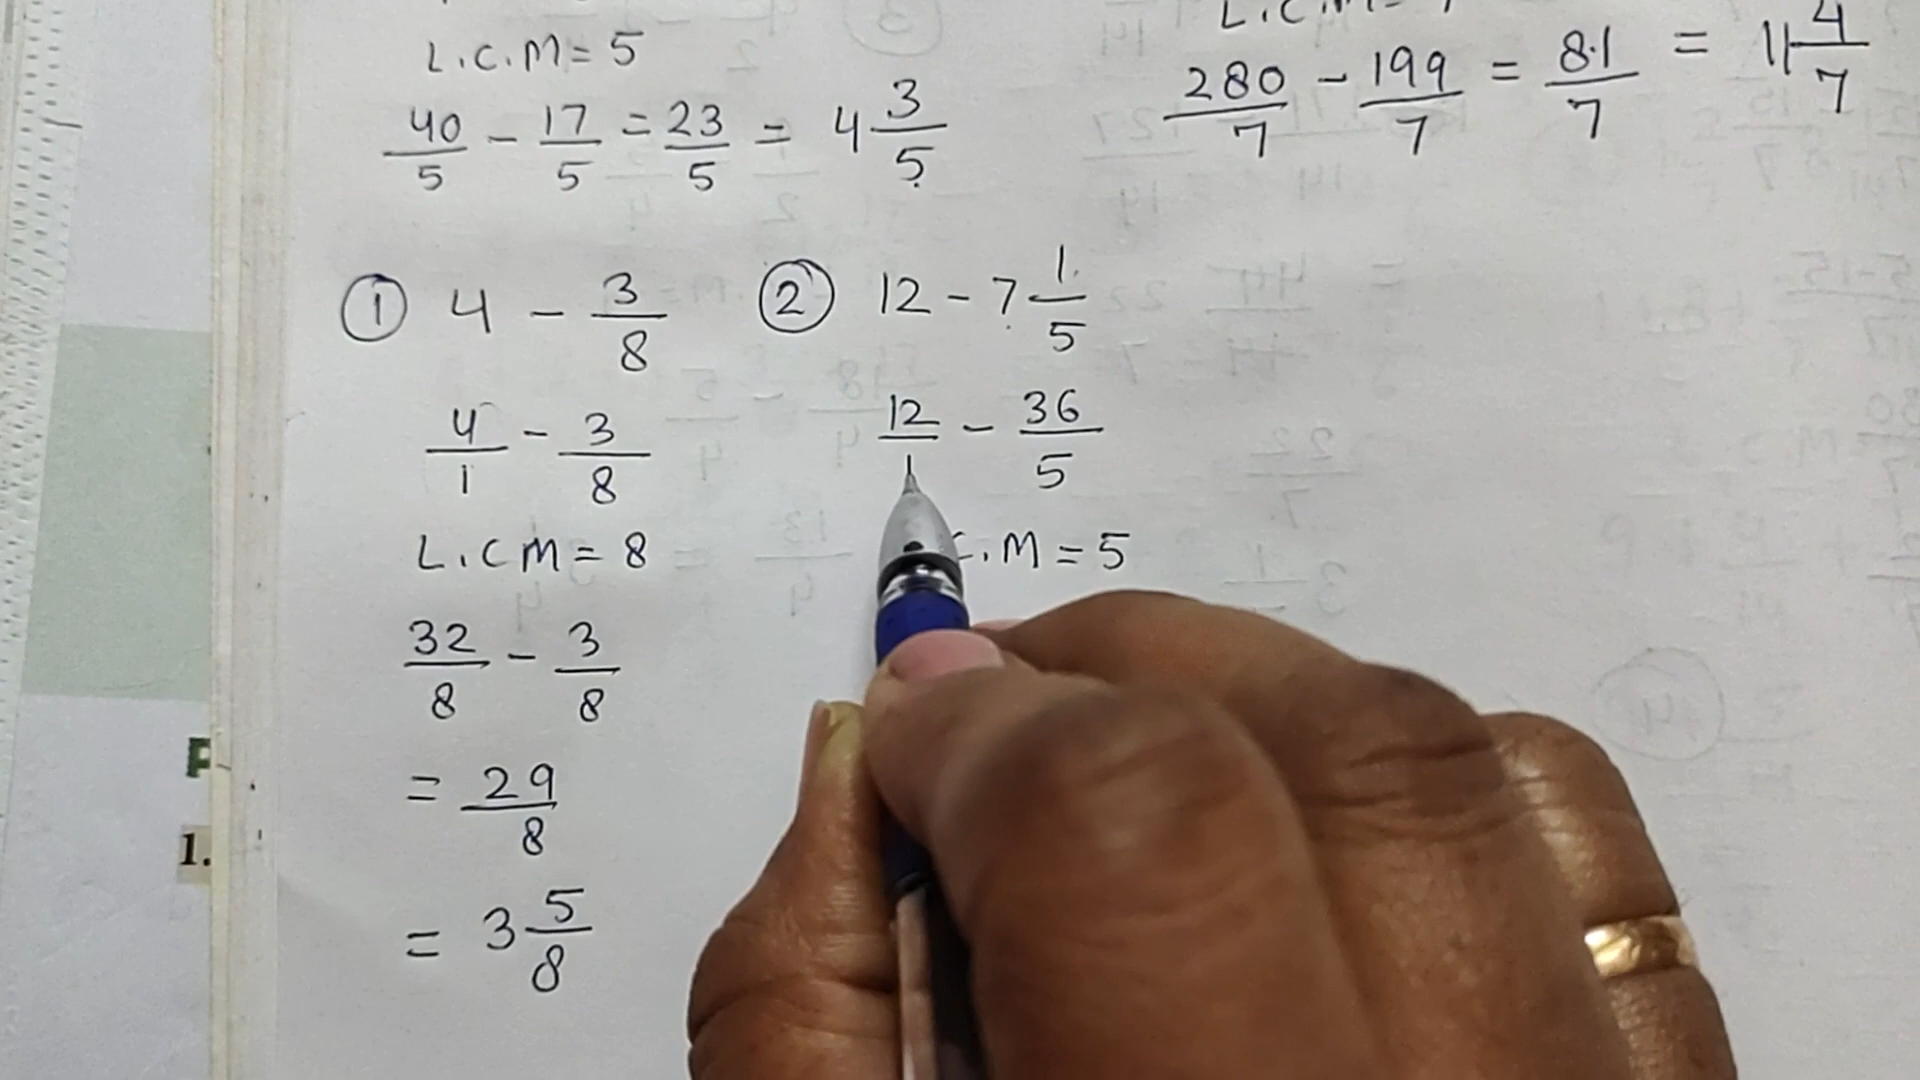 L.C.M = 5
40/5 - 17/5 = 23/5 = 4 3/5
280/7 - 199/7 = 81/7 = 11 4/7
① 4 - 3/8
4/1 - 3/8
L.C M = 8
32/8 - 3/8
= 29/8
= 3 5/8
② 12 - 7 1/5
12/1 - 36/5
C.M = 5
1.